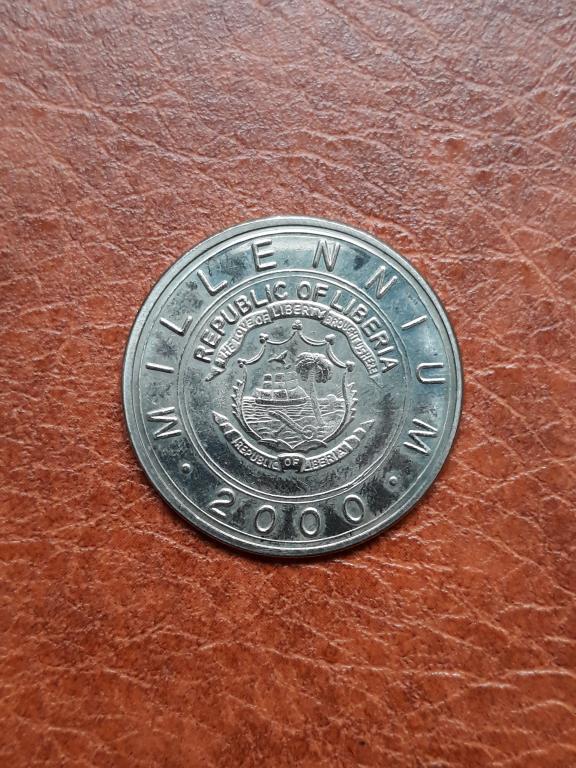 MILLENNIUM
REPUBLIC OF LIBERIA
THE LOVE OF LIBERTY BROUGHT US HERE
REPUBLIC OF LIBERIA
· 2000 ·